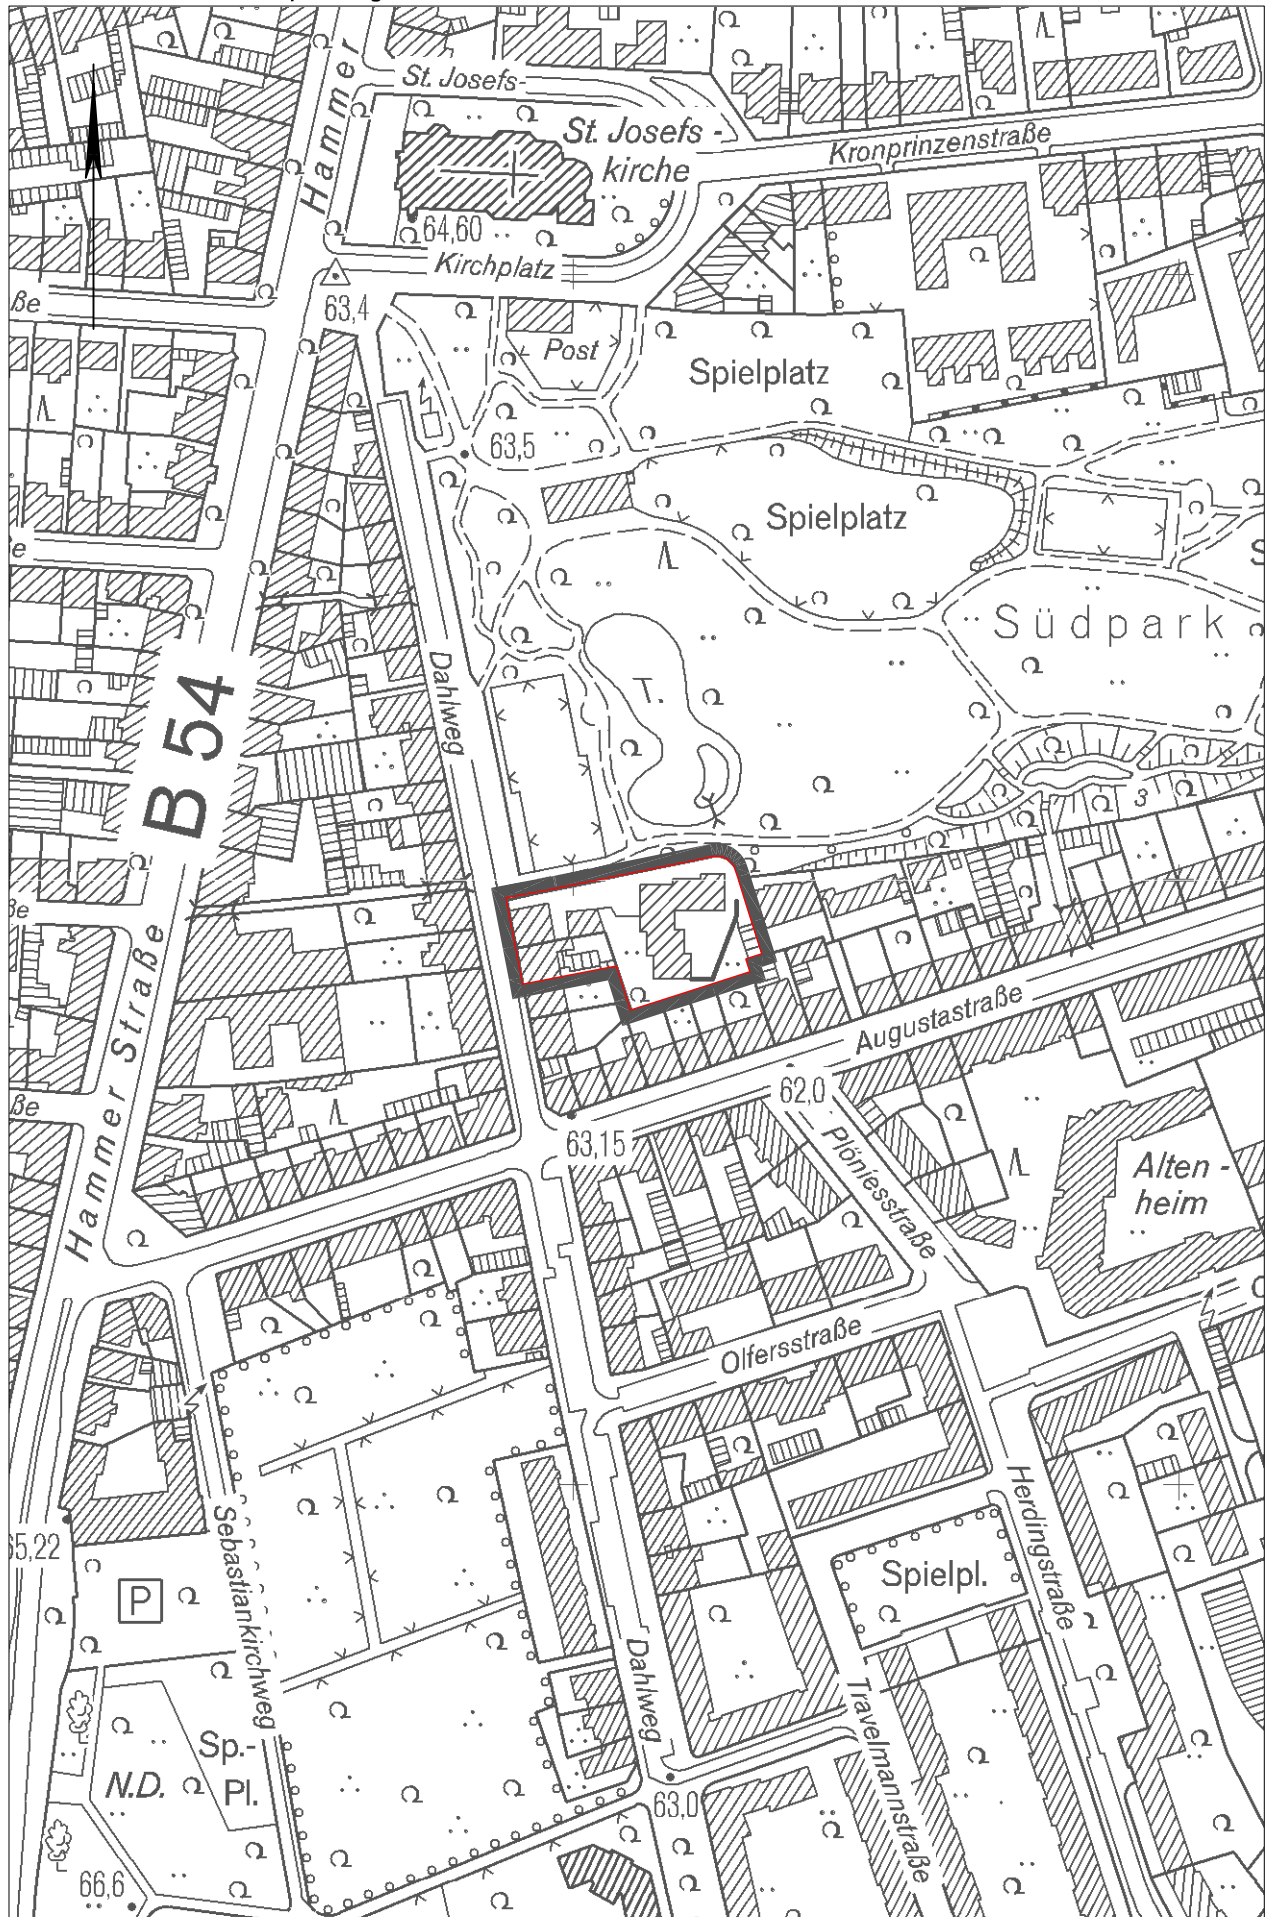 St. Josefs-
Hammer
St. Josefs -
kirche
Kronprinzenstraße
64,60
Kirchplatz
ße
63,4
Post
Spielplatz
63,5
Spielplatz
ße
S
Südpark
Dahlweg
T.
B 54
3
ße
Hammer Straße
Augustastraße
62,0
ße
63,15
Plöniesstraße
Alten -
heim
Olfersstraße
Herdingstraße
Sebastiankirchweg
65,22
Spielpl.
P
Dahlweg
Travelmannstraße
Sp.-
Pl.
N.D.
63,0
66,6